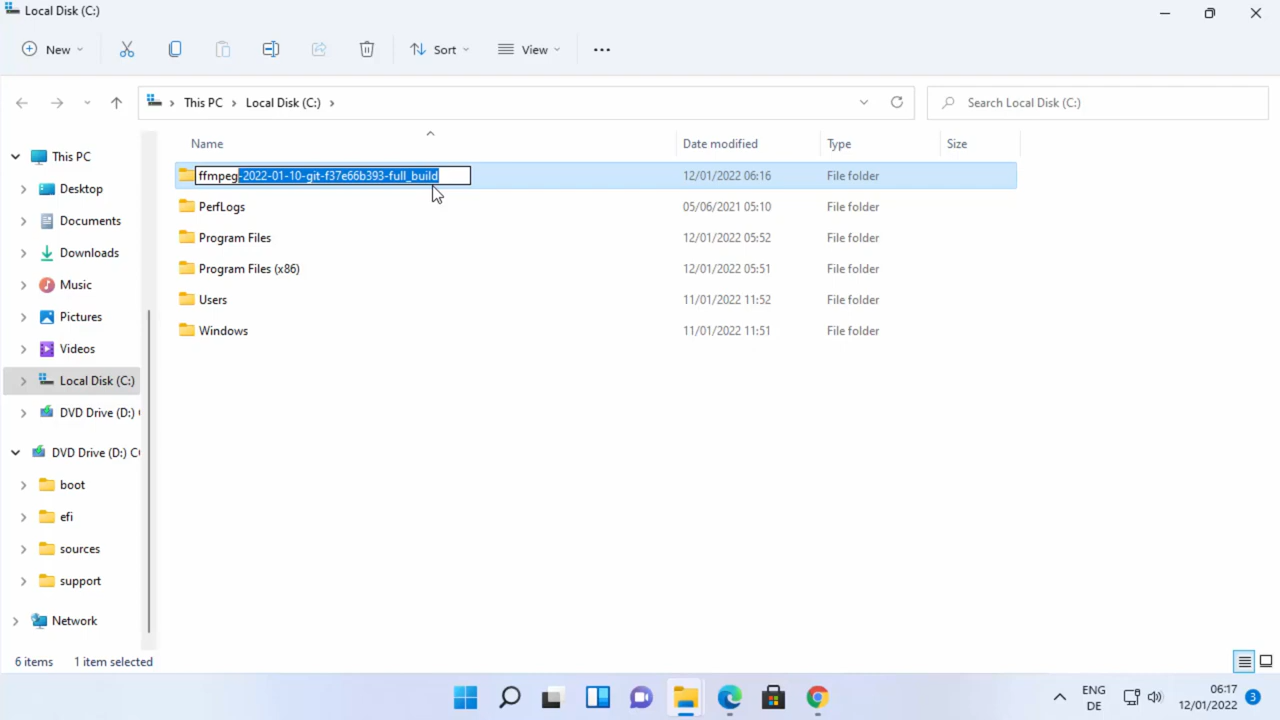 Local Disk (C:)
New
Sort
View
This PC
Local Disk (C:)
Search Local Disk (C:)
Name
Date modified
Type
Size
ffmpeg-2022-01-10-git-f37e66b393-full_build
12/01/2022 06:16
File folder
PerfLogs
05/06/2021 05:10
File folder
Program Files
12/01/2022 05:52
File folder
Program Files (x86)
12/01/2022 05:51
File folder
Users
11/01/2022 11:52
File folder
Windows
11/01/2022 11:51
File folder
This PC
Desktop
Documents
Downloads
Music
Pictures
Videos
Local Disk (C:)
DVD Drive (D:)
DVD Drive (D:) C
boot
efi
sources
support
Network
6 items
1 item selected
ENG
DE
06:17
12/01/2022
3